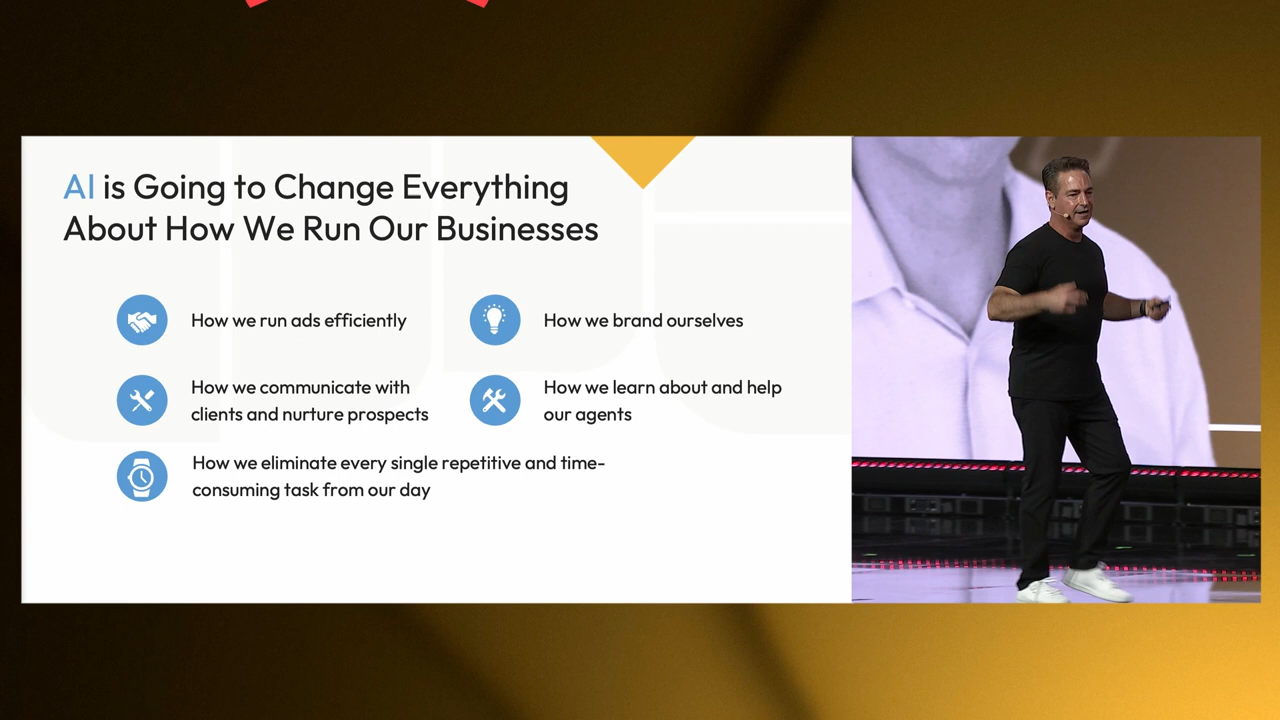 AI is Going to Change Everything
About How We Run Our Businesses
How we run ads efficiently
How we brand ourselves
How we communicate with
clients and nurture prospects
How we learn about and help
our agents
How we eliminate every single repetitive and time-
consuming task from our day